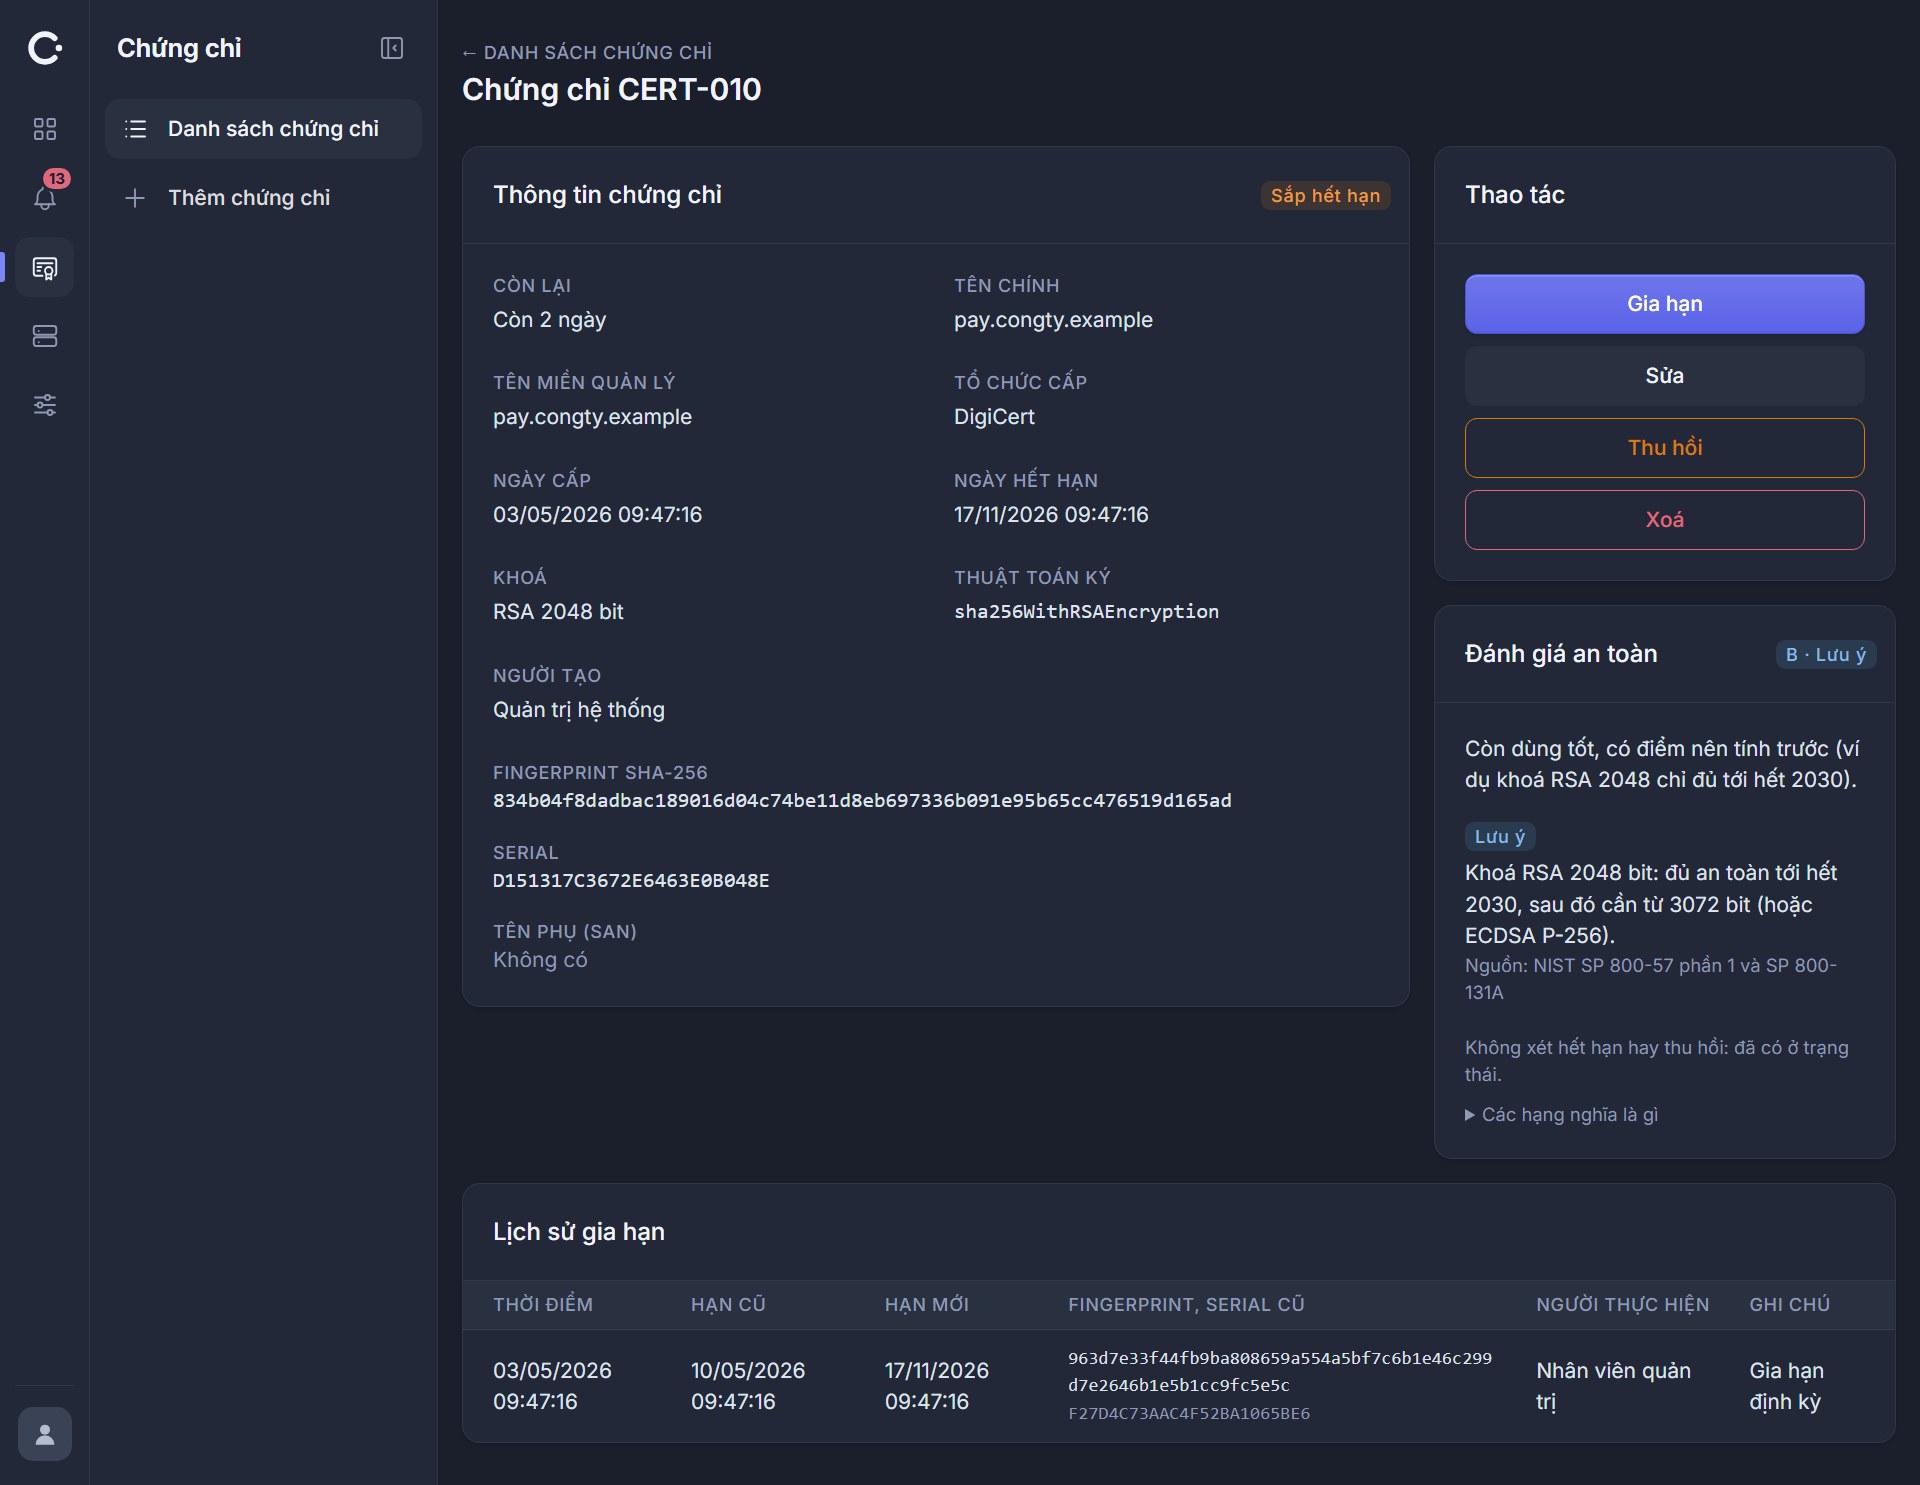 Chứng chỉ
Danh sách chứng chỉ
13
Thêm chứng chỉ
← DANH SÁCH CHỨNG CHỈ
Chứng chỉ CERT-010
Thông tin chứng chỉ
Sắp hết hạn
CÒN LẠI
Còn 2 ngày
TÊN CHÍNH
pay.congty.example
TÊN MIỀN QUẢN LÝ
pay.congty.example
TỔ CHỨC CẤP
DigiCert
NGÀY CẤP
03/05/2026 09:47:16
NGÀY HẾT HẠN
17/11/2026 09:47:16
KHOÁ
RSA 2048 bit
THUẬT TOÁN KÝ
sha256WithRSAEncryption
NGƯỜI TẠO
Quản trị hệ thống
FINGERPRINT SHA-256
834b04f8dadbac189016d04c74be11d8eb697336b091e95b65cc476519d165ad
SERIAL
D151317C3672E6463E0B048E
TÊN PHỤ (SAN)
Không có
Thao tác
Gia hạn
Sửa
Thu hồi
Xoá
Đánh giá an toàn
B · Lưu ý
Còn dùng tốt, có điểm nên tính trước (ví
dụ khoá RSA 2048 chỉ đủ tới hết 2030).
Lưu ý
Khoá RSA 2048 bit: đủ an toàn tới hết
2030, sau đó cần từ 3072 bit (hoặc
ECDSA P-256).
Nguồn: NIST SP 800-57 phần 1 và SP 800-
131A
Không xét hết hạn hay thu hồi: đã có ở trạng
thái.
▶ Các hạng nghĩa là gì
Lịch sử gia hạn
THỜI ĐIỂM
HẠN CŨ
HẠN MỚI
FINGERPRINT, SERIAL CŨ
NGƯỜI THỰC HIỆN
GHI CHÚ
03/05/2026
09:47:16
10/05/2026
09:47:16
17/11/2026
09:47:16
963d7e33f44fb9ba808659a554a5bf7c6b1e46c299
d7e2646b1e5b1cc9fc5e5c
F27D4C73AAC4F52BA1065BE6
Nhân viên quản
trị
Gia hạn
định kỳ